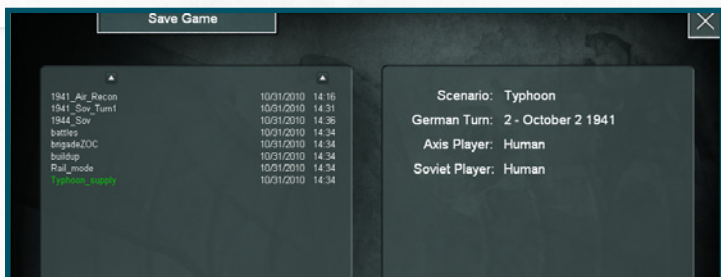 Save Game
1941_Air_Recon 10/31/2010 14:16
1941_Sov_Turn1 10/31/2010 14:31
1944_Sov 10/31/2010 14:36
battles 10/31/2010 14:34
brigadeZOC 10/31/2010 14:34
buildup 10/31/2010 14:34
Rail_mode 10/31/2010 14:34
Typhoon_supply 10/31/2010 14:34
Scenario: Typhoon
German Turn: 2 - October 2 1941
Axis Player: Human
Soviet Player: Human